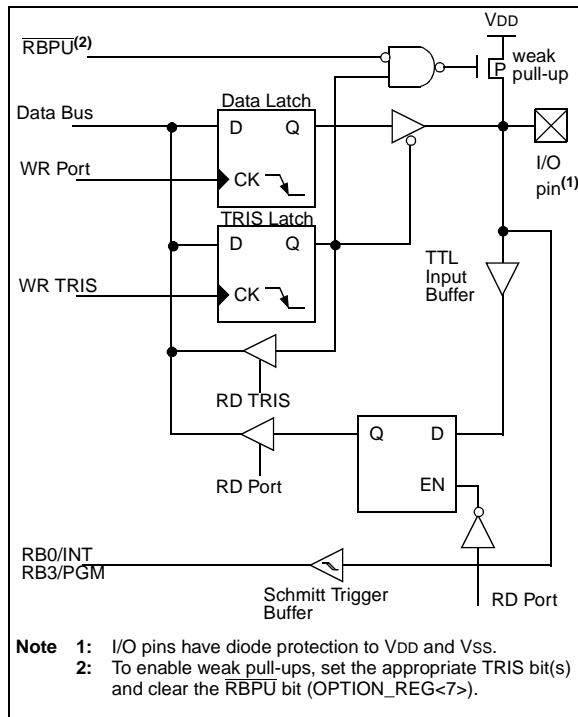 VDD
RBPU(2)
P
weak
pull-up
Data Bus
Data Latch
D Q
WR Port
CK
I/O
pin(1)
TRIS Latch
D Q
WR TRIS
CK
TTL
Input
Buffer
RD TRIS
Q D
RD Port
EN
RB0/INT
RB3/PGM
Schmitt Trigger
Buffer
RD Port
Note 1: I/O pins have diode protection to VDD and VSS.
2: To enable weak pull-ups, set the appropriate TRIS bit(s)
and clear the RBPU bit (OPTION_REG<7>).